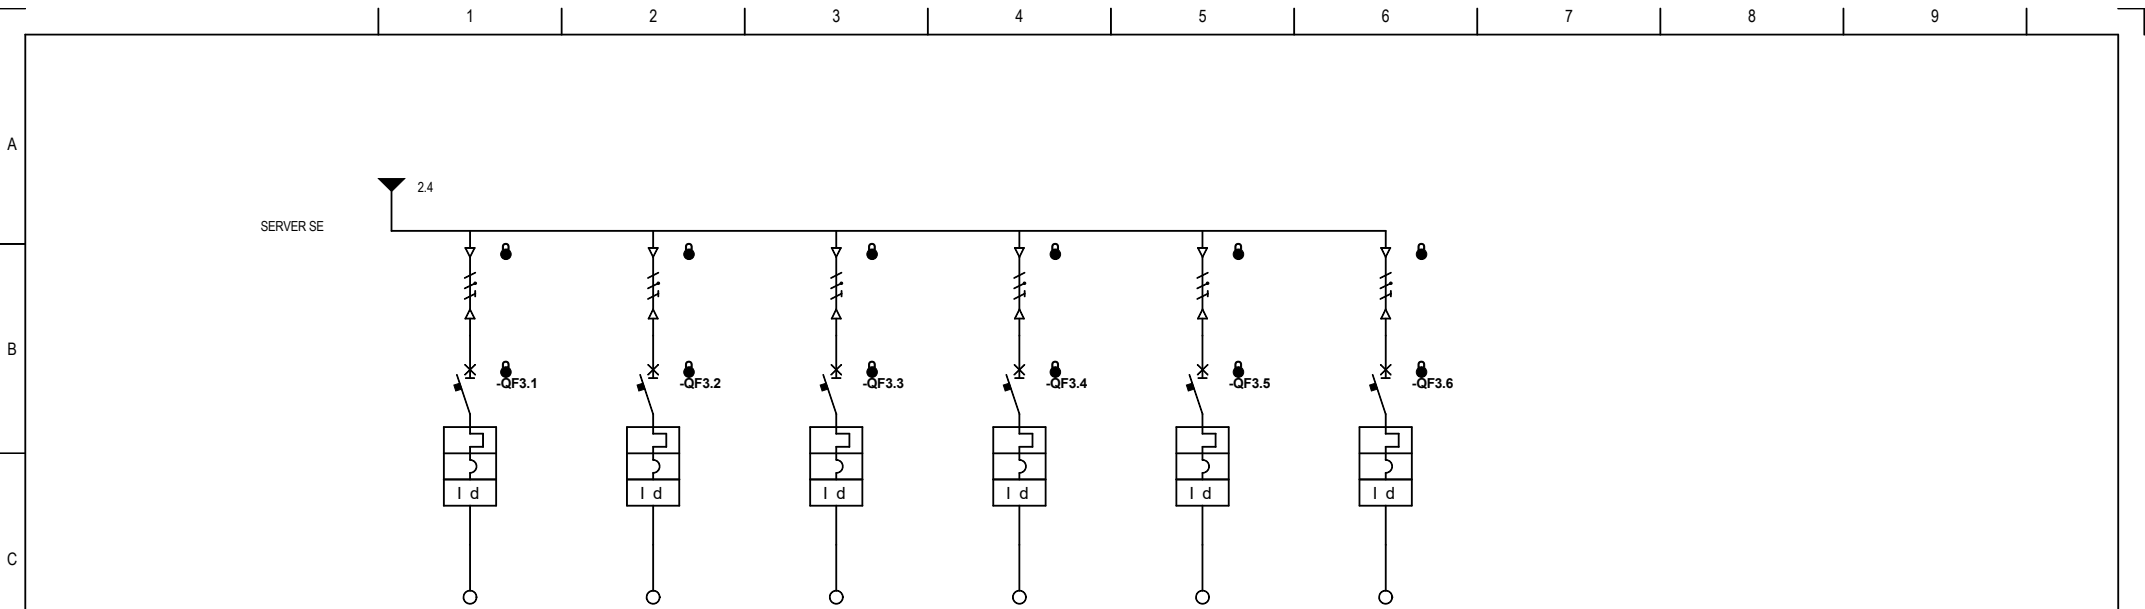 1 2 3 4 5 6 7 8 9
A
2.4
SERVER SE
B
-QF3.1 -QF3.2 -QF3.3 -QF3.4 -QF3.5 -QF3.6
I d I d I d I d I d I d
C